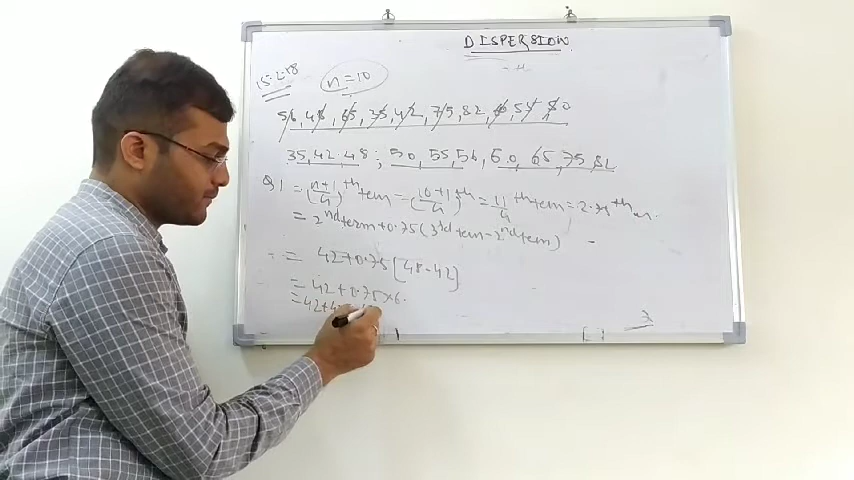 DISPERSION
15-2-18
n=10
56, 48, 65, 35, 42, 75, 82, 60, 55, 50
35, 42, 48, 50, 55, 56, 60, 65, 75, 82
Q1 = (n+1/4)th term = (10+1/4)th = 11/4 th term = 2.75th
= 2nd term + 0.75 (3rd term - 2nd term)
= 42+0.75[48-42]
= 42+0.75×6
= 42+4